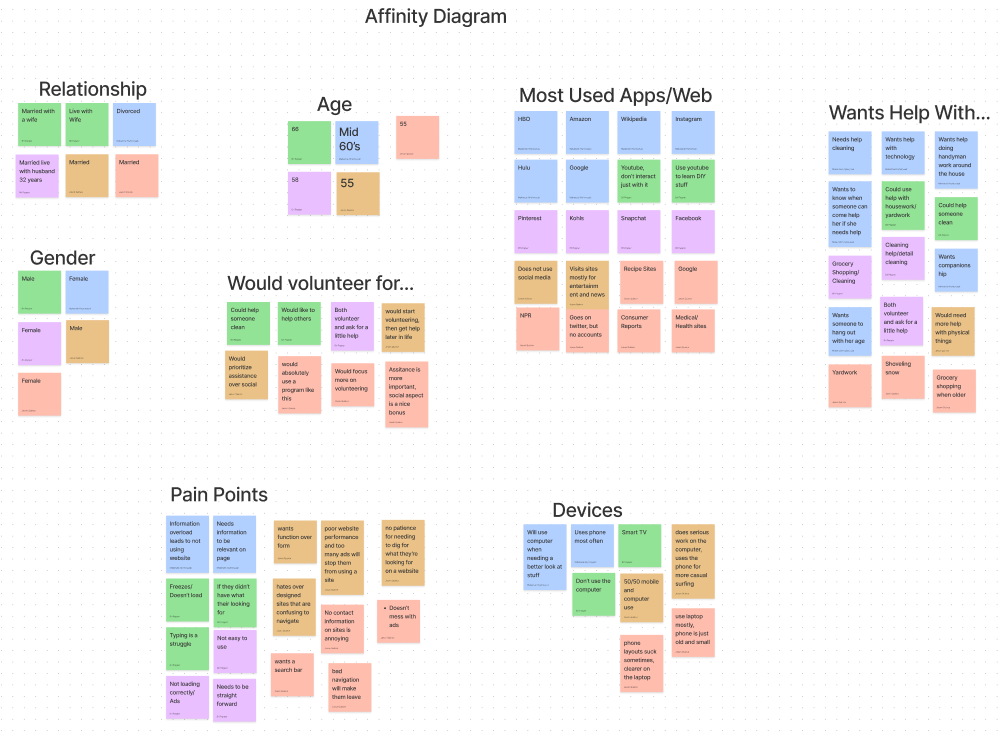 Affinity Diagram
Relationship
Married with
a wife
Live with
Wife
Divorced
Married live
with husband
32 years
Married
Married
Age
66
Mid
60's
55
58
55
Gender
Male
Female
Female
Male
Female
Would volunteer for...
Could help
someone
clean
Would like to
help others
Both
volunteer
and ask for a
little help
would start
volunteering,
then get help
later in life
Would
prioritize
assistance
over social
would
absolutely
use a
program like
this
Would focus
more on
volunteering
Assitance is
more
important,
social aspect
is a nice
bonus
Most Used Apps/Web
HBO
Amazon
Wikipedia
Instagram
Hulu
Google
Youtube,
don't interact
just with it
Use youtube
to learn DIY
stuff
Pinterest
Kohls
Snapchat
Facebook
Does not use
social media
Visits sites
mostly for
entertainm
ent and news
Recipe Sites
Google
NPR
Goes on
twitter, but
no accounts
Consumer
Reports
Medical/
Health sites
Wants Help With...
Needs help
cleaning
Wants help
with
technology
Wants help
doing
handyman
work around
the house
Wants to
know when
someone can
come help
her if she
needs help
Could use
help with
housework/
yardwork
Could help
someone
clean
Grocery
Shopping/
Cleaning
Cleaning
help/detail
cleaning
Wants
companions
hip
Wants
someone to
hang out
with her age
Both
volunteer
and ask for a
little help
Would need
more help
with physical
things
Yardwork
Shoveling
snow
Grocery
shopping
when older
Pain Points
Information
overload
leads to not
using
website
Needs
information
to be
relevant on
page
wants
function over
form
poor website
performance
and too
many ads will
stop them
from using a
site
no patience
for needing
to dig for
what they're
looking for
on a website
Freezes/
Doesn't load
If they didn't
have what
their looking
for
hates over
designed
sites that are
confusing to
navigate
No contact
information
on sites is
annoying
• Doesn't
mess with
ads
Typing is a
struggle
Not easy to
use
wants a
search bar
bad
navigation
will make
them leave
Not loading
correctly/
Ads
Needs to be
straight
forward
Devices
Will use
computer
when
needing a
better look at
stuff
Uses phone
most often
Smart TV
does serious
work on the
computer,
uses the
phone for
more casual
surfing
Don't use the
computer
50/50 mobile
and
computer
use
use laptop
mostly,
phone is just
old and small
phone
layouts suck
sometimes,
clearer on
the laptop